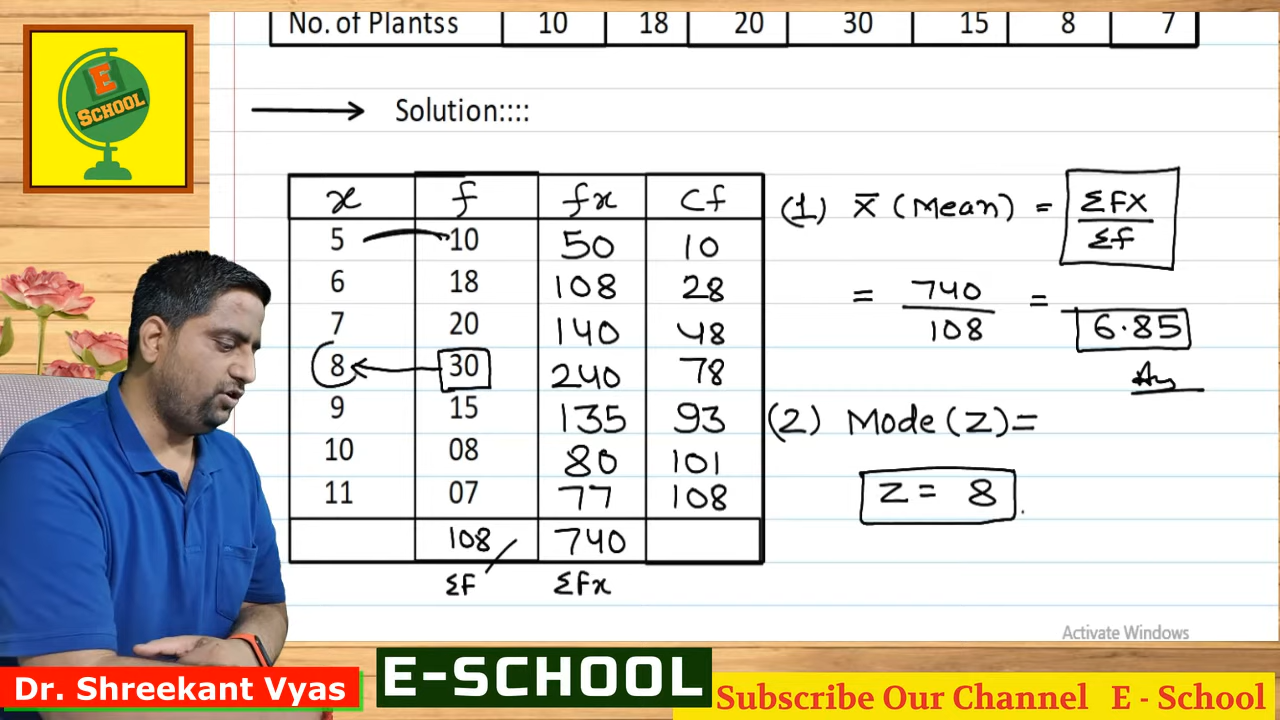 No. of Plantss 10 18 20 30 15 8 7
E
SCHOOL
Solution::::
x f fx Cf
5 10 50 10
6 18 108 28
7 20 140 48
8 30 240 78
9 15 135 93
10 08 80 101
11 07 77 108
108 740
Σf Σfx
(1) x̄ (Mean) = Σfx/Σf
= 740/108 = 6.85
Ans
(2) Mode (Z) =
Z = 8
Activate Windows
Dr. Shreekant Vyas
E-SCHOOL
Subscribe Our Channel E - School